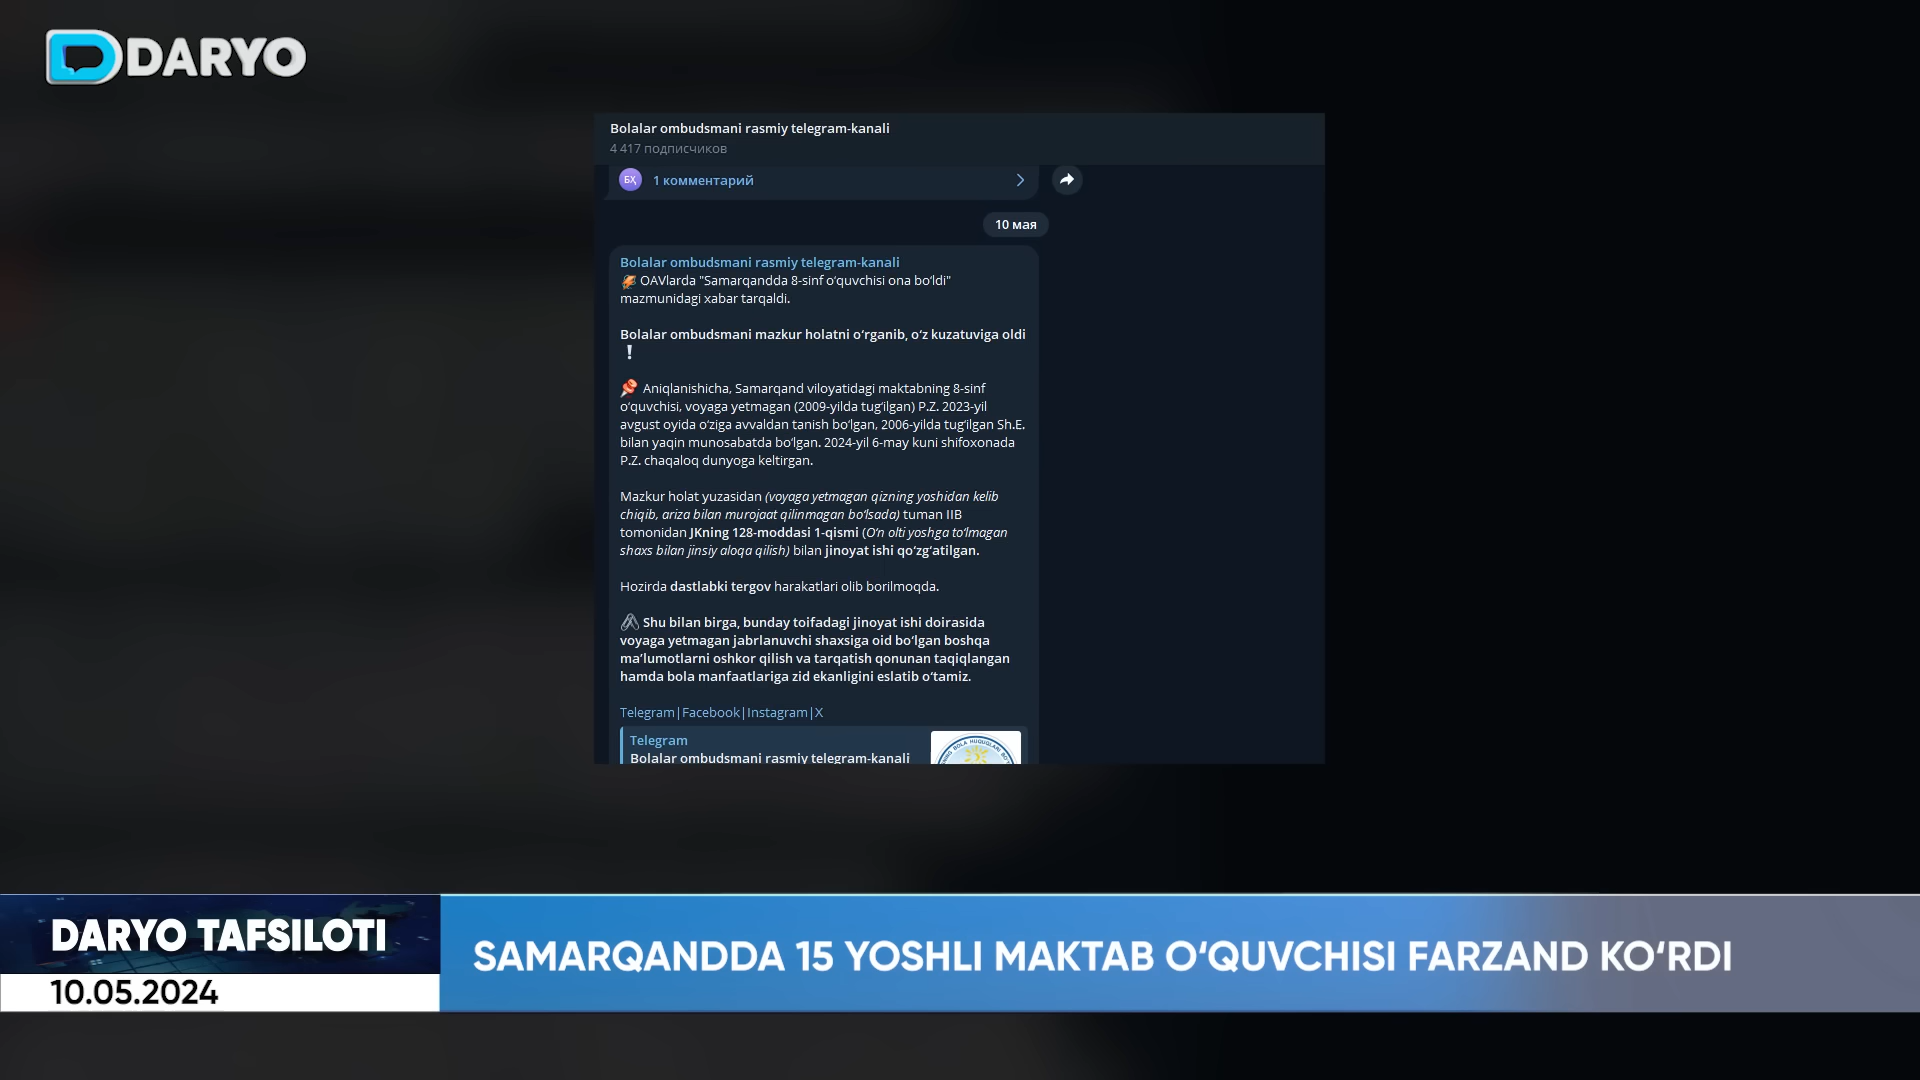 DARYO
Bolalar ombudsmani rasmiy telegram-kanali
4 417 подписчиков
БҚ
1 комментарий
10 мая
Bolalar ombudsmani rasmiy telegram-kanali
OAVlarda "Samarqandda 8-sinf o‘quvchisi ona bo‘ldi"
mazmunidagi xabar tarqaldi.
Bolalar ombudsmani mazkur holatni o‘rganib, o‘z kuzatuviga oldi
❕
Aniqlanishicha, Samarqand viloyatidagi maktabning 8-sinf
o‘quvchisi, voyaga yetmagan (2009-yilda tug‘ilgan) P.Z. 2023-yil
avgust oyida o‘ziga avvaldan tanish bo‘lgan, 2006-yilda tug‘ilgan Sh.E.
bilan yaqin munosabatda bo‘lgan. 2024-yil 6-may kuni shifoxonada
P.Z. chaqaloq dunyoga keltirgan.
Mazkur holat yuzasidan (voyaga yetmagan qizning yoshidan kelib
chiqib, ariza bilan murojaat qilinmagan bo‘lsada) tuman IIB
tomonidan JKning 128-moddasi 1-qismi (O‘n olti yoshga to‘lmagan
shaxs bilan jinsiy aloqa qilish) bilan jinoyat ishi qo‘zg‘atilgan.
Hozirda dastlabki tergov harakatlari olib borilmoqda.
Shu bilan birga, bunday toifadagi jinoyat ishi doirasida
voyaga yetmagan jabrlanuvchi shaxsiga oid bo‘lgan boshqa
ma’lumotlarni oshkor qilish va tarqatish qonunan taqiqlangan
hamda bola manfaatlariga zid ekanligini eslatib o‘tamiz.
Telegram|Facebook|Instagram|X
Telegram
Bolalar ombudsmani rasmiy telegram-kanali
BOLA HUQUQLARI
DARYO TAFSILOTI
10.05.2024
SAMARQANDDA 15 YOSHLI MAKTAB O‘QUVCHISI FARZAND KO‘RDI